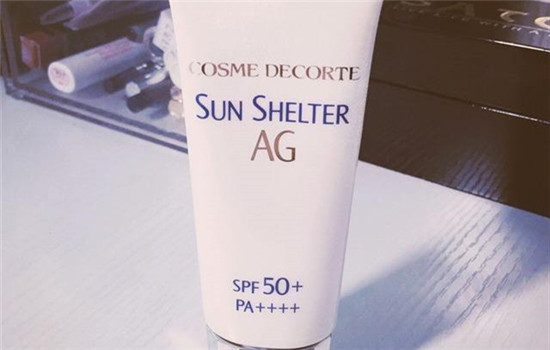 COSME DECORTE
SUN SHELTER
AG
SPF 50+
PA++++